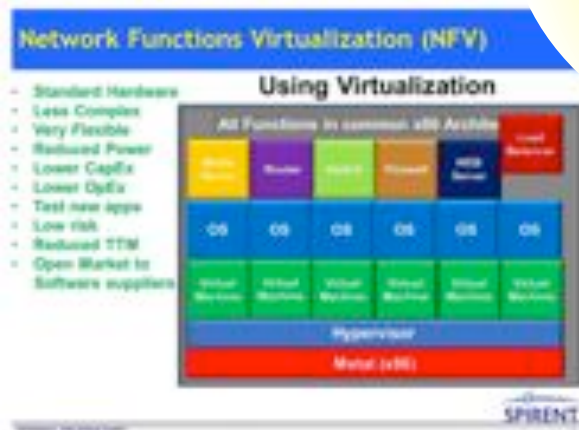 Network Functions Virtualization (NFV)
Using Virtualization
• Standard Hardware
• Less Complex
• Very Flexible
• Reduced Power
• Lower CapEx
• Lower OpEx
• Test new apps
• Low risk
• Reduced TTM
• Open Market to
Software suppliers
All Functions in common x86
Load
Balancer
Router
Switch
Firewall
WEB
Server
OS OS OS OS OS OS
Virtual Machine Virtual Machine Virtual Machine Virtual Machine Virtual Machine Virtual Machine
Hypervisor
Metal (x86)
SPIRENT